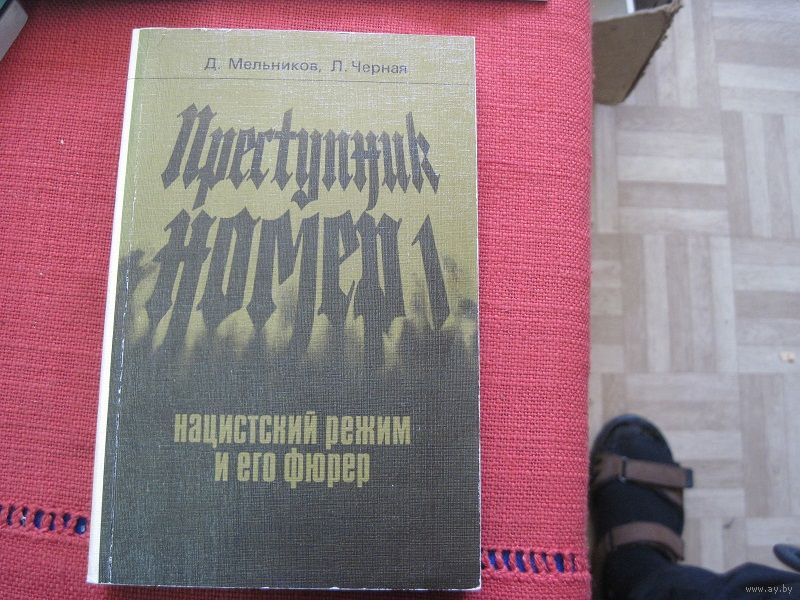 Д. Мельников, Л. Черная
Преступник
номер 1
нацистский режим
и его фюрер
www.ay.by